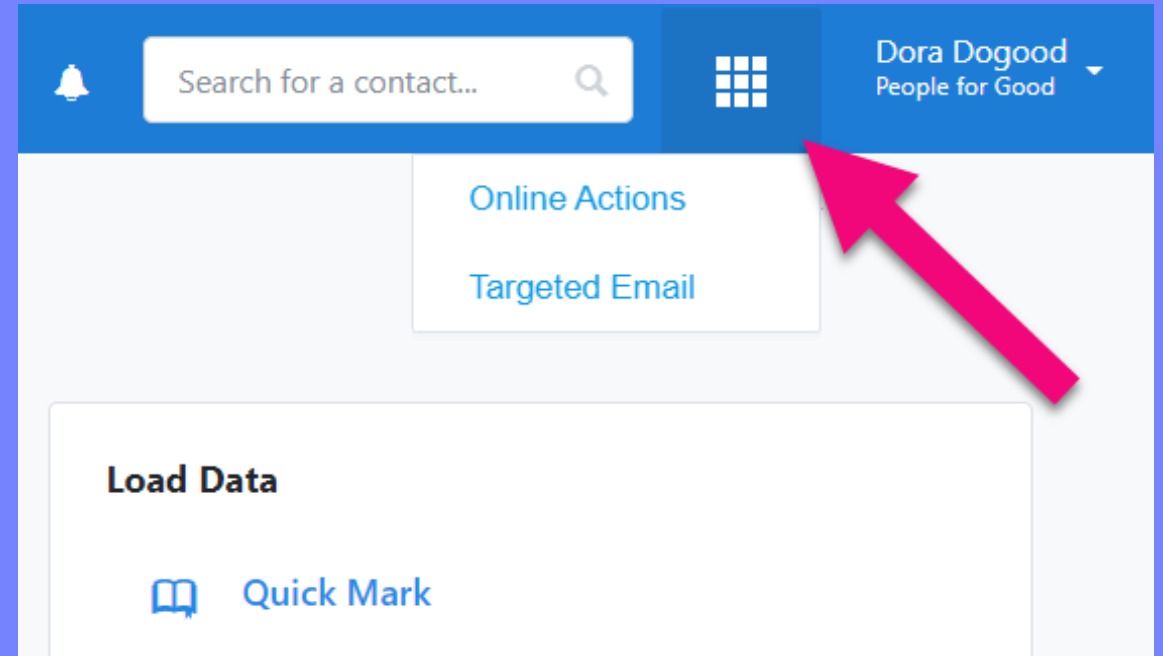 Search for a contact...
Dora Dogood
People for Good
Online Actions
Targeted Email
Load Data
Quick Mark